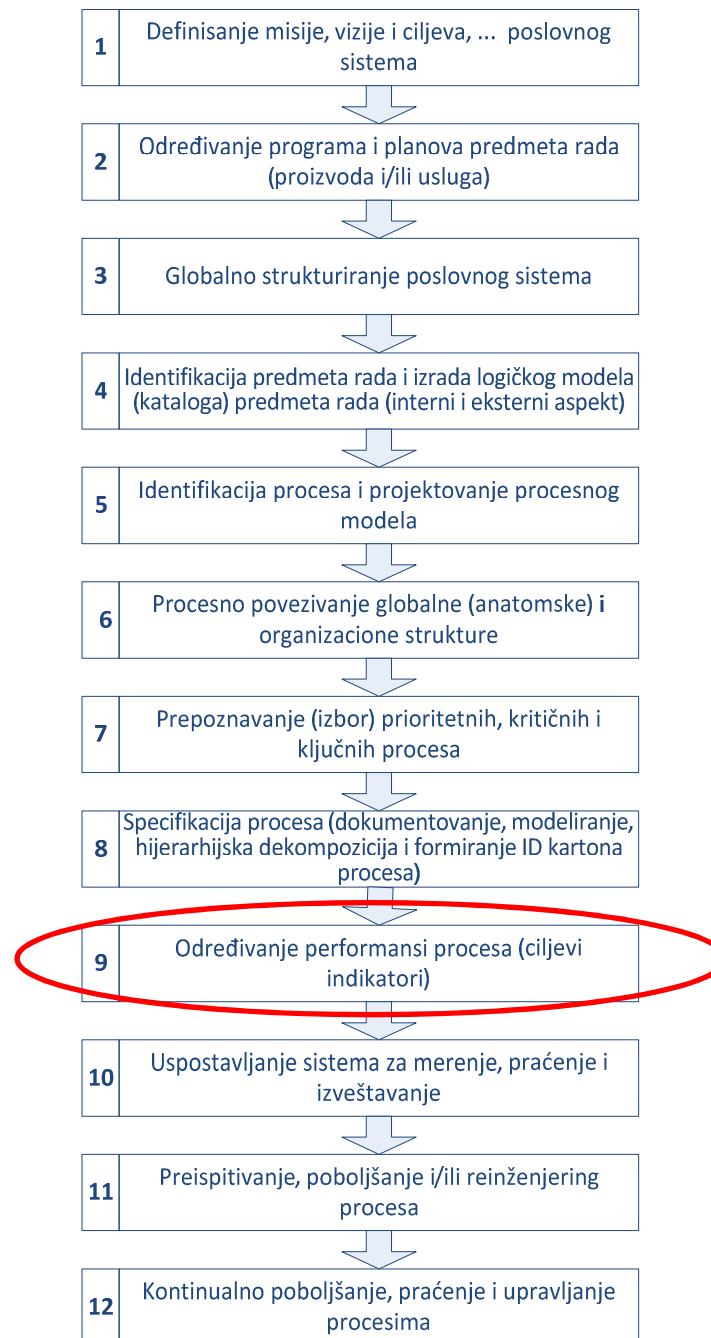 1
Definisanje misije, vizije i ciljeva, ... poslovnog
sistema
2
Određivanje programa i planova predmeta rada
(proizvoda i/ili usluga)
3
Globalno strukturiranje poslovnog sistema
4
Identifikacija predmeta rada i izrada logičkog modela
(kataloga) predmeta rada (interni i eksterni aspekt)
5
Identifikacija procesa i projektovanje procesnog
modela
6
Procesno povezivanje globalne (anatomske) i
organizacione strukture
7
Prepoznavanje (izbor) prioritetnih, kritičnih i
ključnih procesa
8
Specifikacija procesa (dokumentovanje, modeliranje,
hijerarhijska dekompozicija i formiranje ID kartona
procesa)
9
Određivanje performansi procesa (ciljevi
indikatori)
10
Uspostavljanje sistema za merenje, praćenje i
izveštavanje
11
Preispitivanje, poboljšanje i/ili reinženjering
procesa
12
Kontinualno poboljšanje, praćenje i upravljanje
procesima